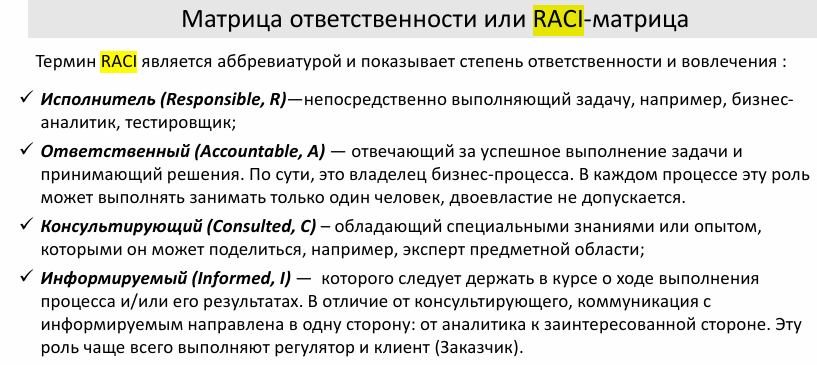 Матрица ответственности или RACI-матрица
Термин RACI является аббревиатурой и показывает степень ответственности и вовлечения :
✓ Исполнитель (Responsible, R)—непосредственно выполняющий задачу, например, бизнес-
аналитик, тестировщик;
✓ Ответственный (Accountable, A) — отвечающий за успешное выполнение задачи и
принимающий решения. По сути, это владелец бизнес-процесса. В каждом процессе эту роль
может выполнять занимать только один человек, двоевластие не допускается.
✓ Консультирующий (Consulted, C) – обладающий специальными знаниями или опытом,
которыми он может поделиться, например, эксперт предметной области;
✓ Информируемый (Informed, I) — которого следует держать в курсе о ходе выполнения
процесса и/или его результатах. В отличие от консультирующего, коммуникация с
информируемым направлена в одну сторону: от аналитика к заинтересованной стороне. Эту
роль чаще всего выполняют регулятор и клиент (Заказчик).